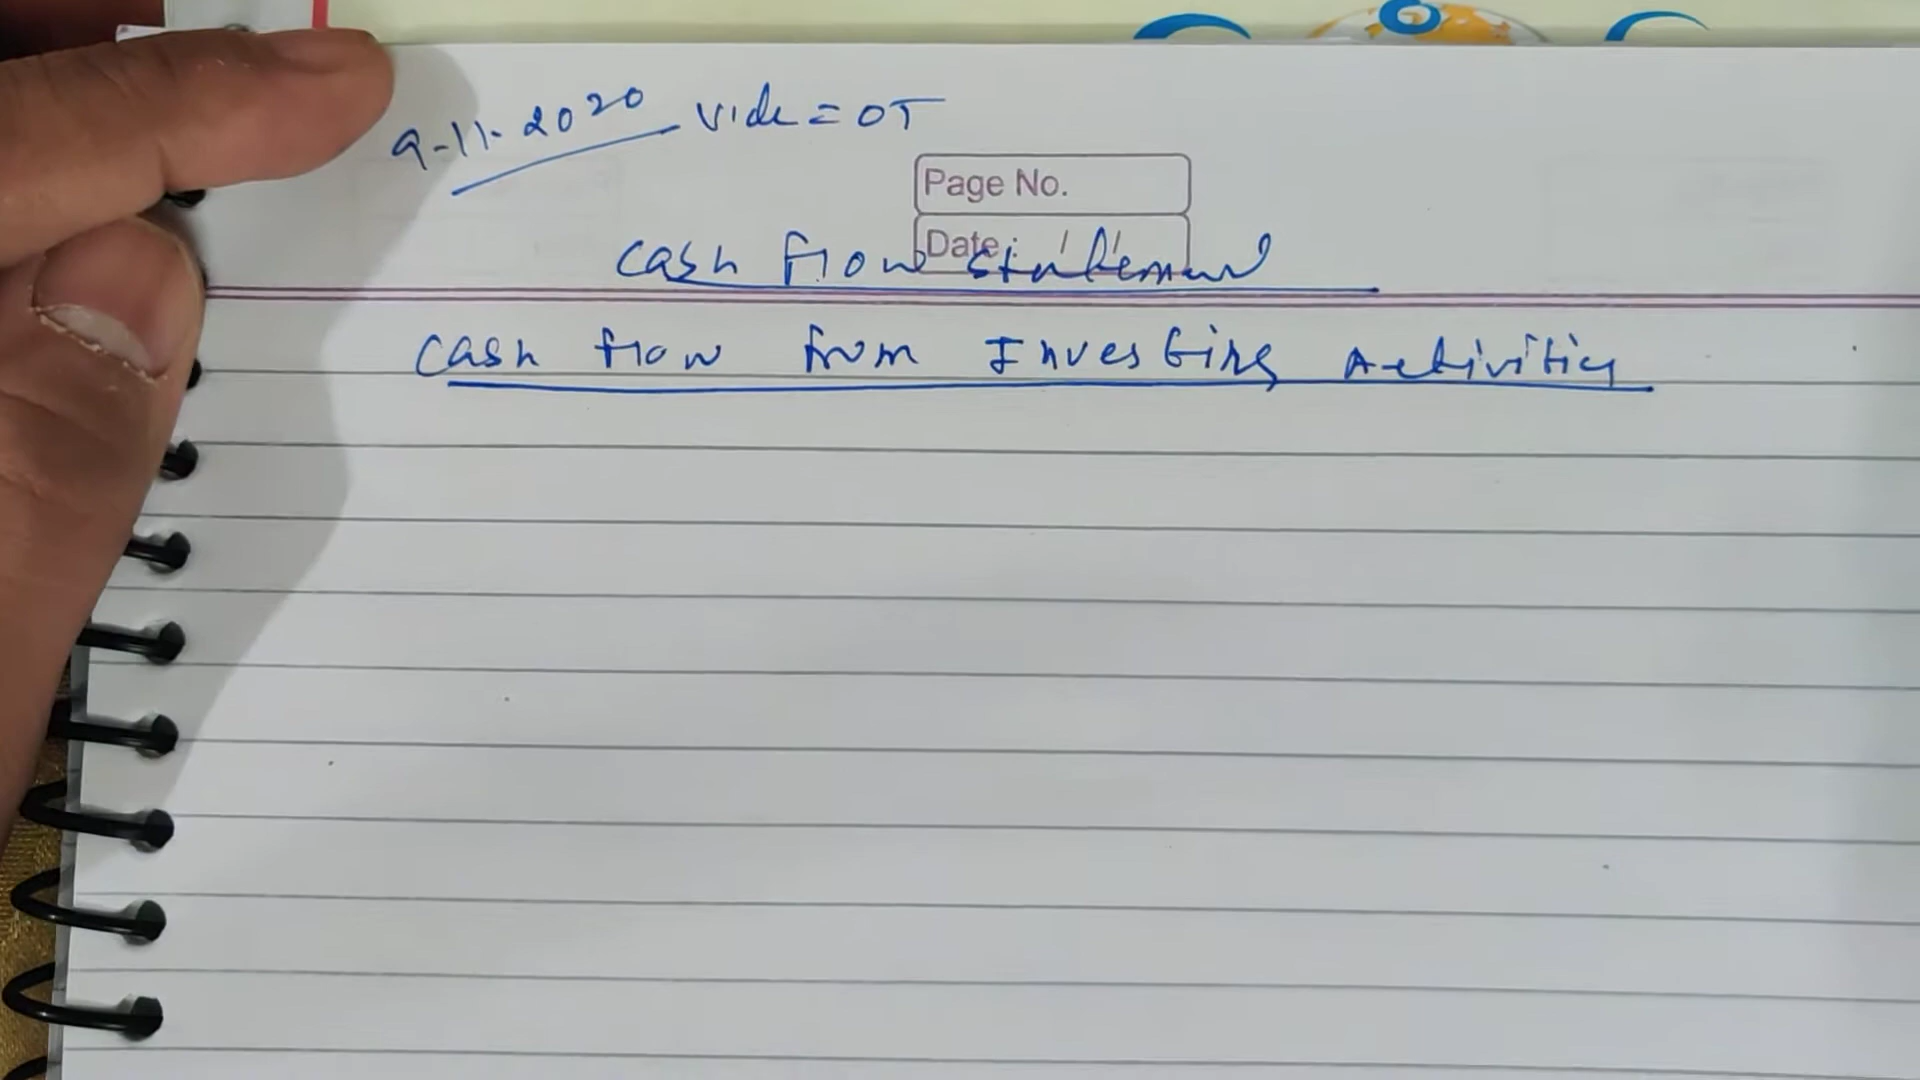 9-11-2020 Vide = 07
Page No.
Date : / /
Cash flow Statement
Cash flow from Investing Activities